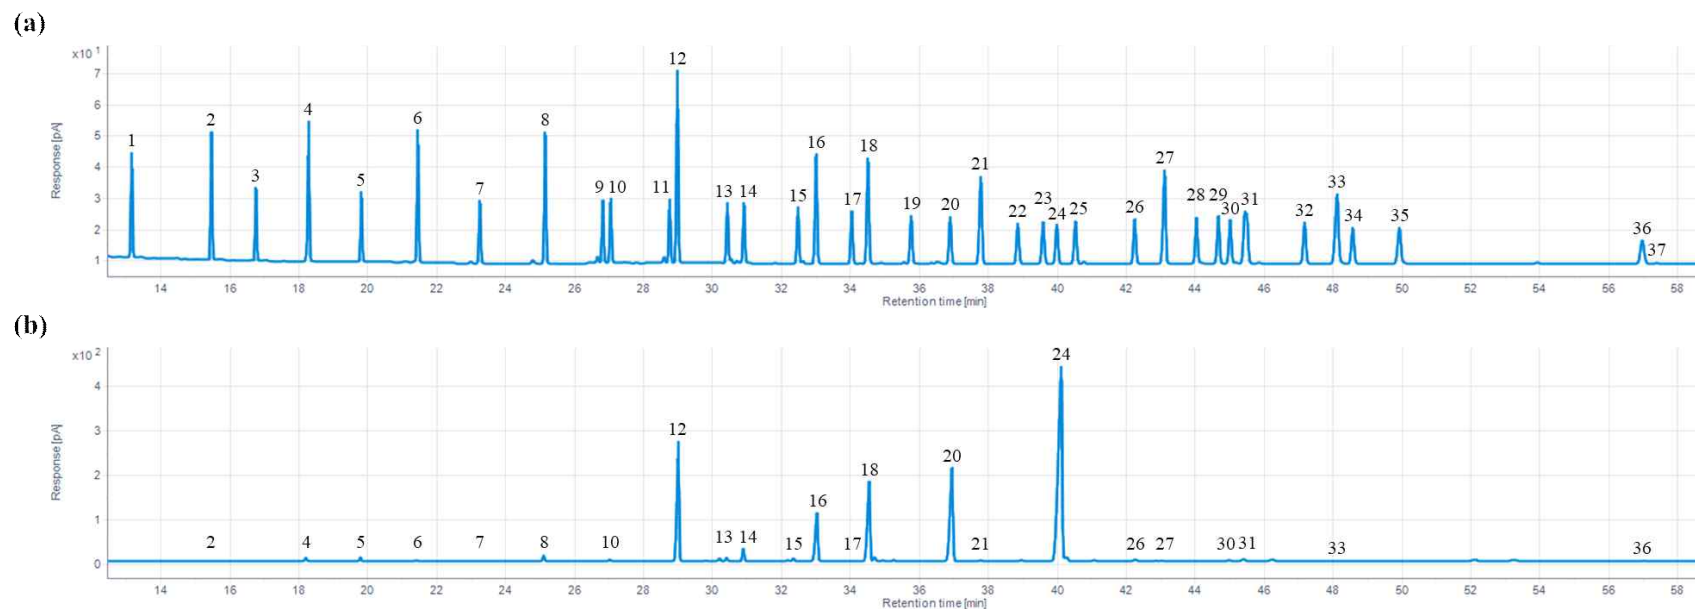 (a)
x10 1
Response [pA]
7
6
5
4
3
2
1
1 2 3 4 5 6 7 8 9 10 11 12 13 14 15 16 17 18 19 20 21 22 23 24 25 26 27 28 29 30 31 32 33 34 35 36 37
14 16 18 20 22 24 26 28 30 32 34 36 38 40 42 44 46 48 50 52 54 56 58
Retention time [min]
(b)
x10 2
Response [pA]
4
3
2
1
0
2 4 5 6 7 8 10 12 13 14 15 16 17 18 20 21 24 26 27 30 31 33 36
14 16 18 20 22 24 26 28 30 32 34 36 38 40 42 44 46 48 50 52 54 56 58
Retention time [min]